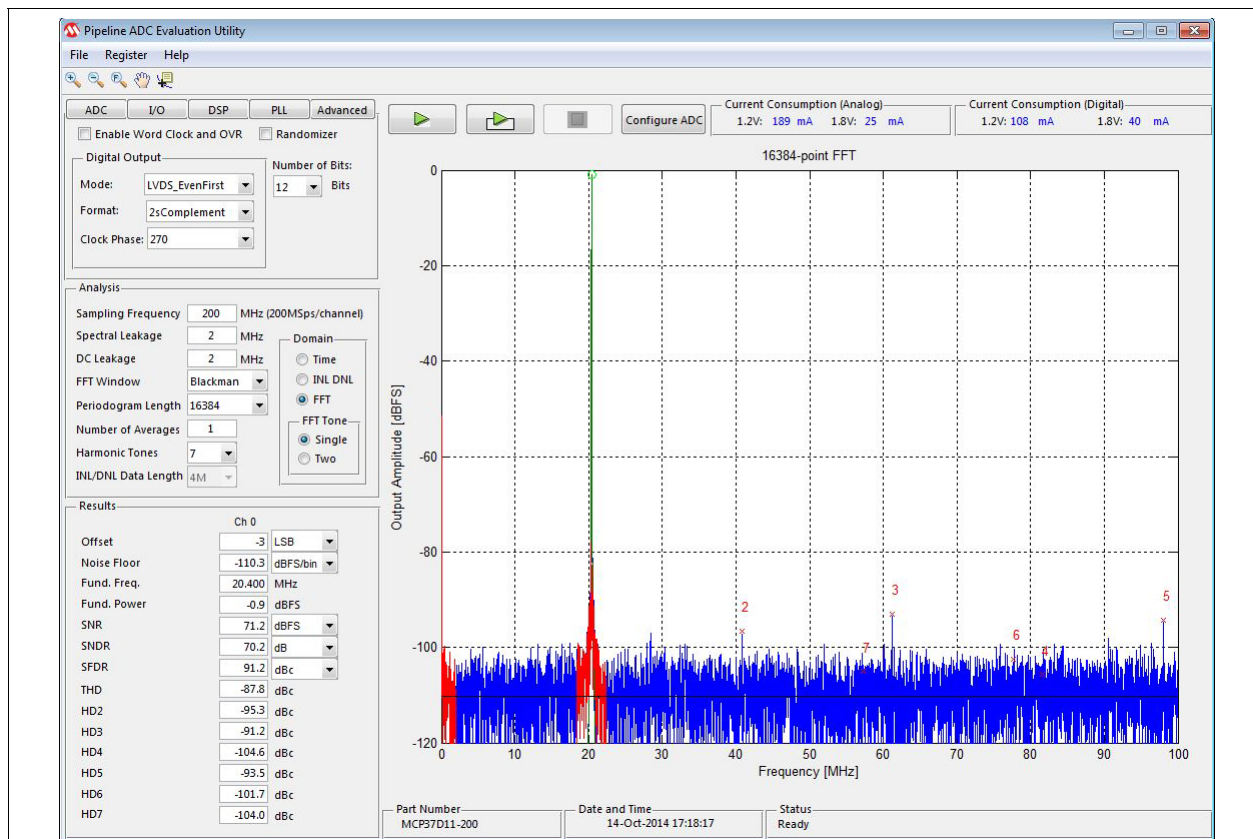 Pipeline ADC Evaluation Utility
File Register Help
ADC I/O DSP PLL Advanced
Enable Word Clock and OVR Randomizer
Digital Output
Number of Bits:
Mode: LVDS_EvenFirst
12 Bits
Format: 2sComplement
Clock Phase: 270
Configure ADC
Current Consumption (Analog)
1.2V: 189 mA 1.8V: 25 mA
Current Consumption (Digital)
1.2V: 108 mA 1.8V: 40 mA
Analysis
Sampling Frequency 200 MHz (200MSps/channel)
Spectral Leakage 2 MHz
DC Leakage 2 MHz
FFT Window Blackman
Periodogram Length 16384
Number of Averages 1
Harmonic Tones 7
INL/DNL Data Length 4M
Domain
Time
INL DNL
FFT
FFT Tone
Single
Two
Results
Ch 0
Offset -3 LSB
Noise Floor -110.3 dBFS/bin
Fund. Freq. 20.400 MHz
Fund. Power -0.9 dBFS
SNR 71.2 dBFS
SNDR 70.2 dB
SFDR 91.2 dBc
THD -87.8 dBc
HD2 -95.3 dBc
HD3 -91.2 dBc
HD4 -104.6 dBc
HD5 -93.5 dBc
HD6 -101.7 dBc
HD7 -104.0 dBc
16384-point FFT
Output Amplitude [dBFS]
0
-20
-40
-60
-80
-100
-120
2
7
3
6
4
5
0 10 20 30 40 50 60 70 80 90 100
Frequency [MHz]
Part Number
MCP37D11-200
Date and Time
14-Oct-2014 17:18:17
Status
Ready